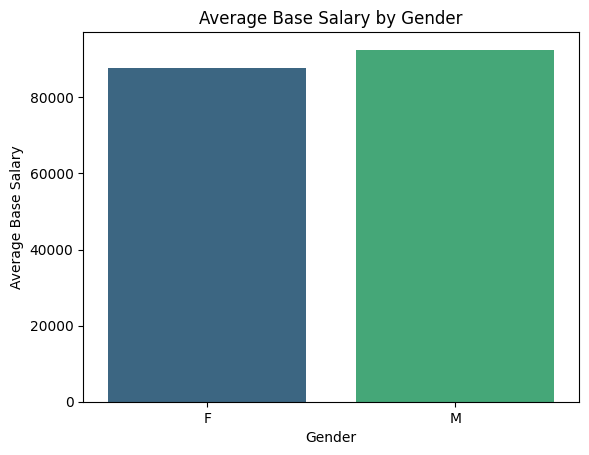 Average Base Salary by Gender
Average Base Salary
80000
60000
40000
20000
0
F
M
Gender